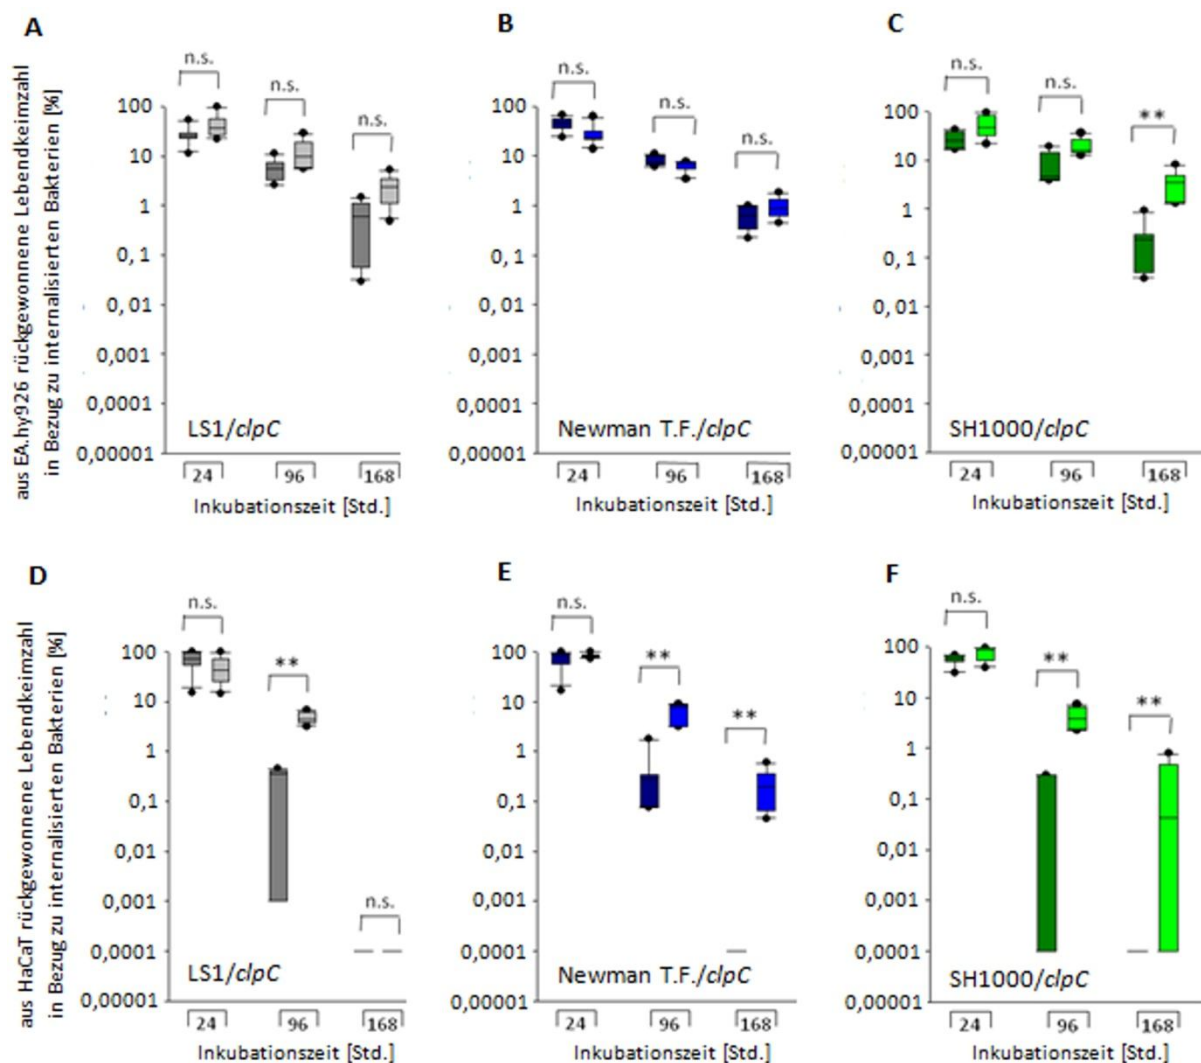 A
B
C
aus EA.hy926 rückgewonnene Lebendkeimzahl
in Bezug zu internalisierten Bakterien [%]
n.s.
n.s.
n.s.
100
10
1
0,1
0,01
0,001
0,0001
0,00001
LS1/clpC
24
96
168
Inkubationszeit [Std.]
n.s.
n.s.
n.s.
100
10
1
0,1
0,01
0,001
0,0001
0,00001
Newman T.F./clpC
24
96
168
Inkubationszeit [Std.]
n.s.
n.s.
**
100
10
1
0,1
0,01
0,001
0,0001
0,00001
SH1000/clpC
24
96
168
Inkubationszeit [Std.]
D
E
F
aus HaCaT rückgewonnene Lebendkeimzahl
in Bezug zu internalisierten Bakterien [%]
n.s.
**
n.s.
100
10
1
0,1
0,01
0,001
0,0001
0,00001
LS1/clpC
24
96
168
Inkubationszeit [Std.]
n.s.
**
**
100
10
1
0,1
0,01
0,001
0,0001
0,00001
Newman T.F./clpC
24
96
168
Inkubationszeit [Std.]
n.s.
**
**
100
10
1
0,1
0,01
0,001
0,0001
0,00001
SH1000/clpC
24
96
168
Inkubationszeit [Std.]